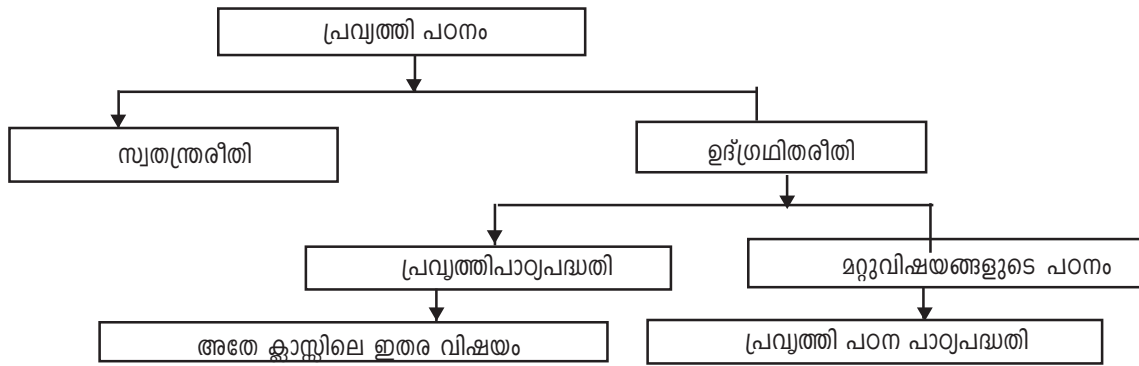 പ്രവ്യത്തി പഠനം
സ്വതന്ത്രരീതി
ഉദ്ഗ്രഥിതരീതി
പ്രവൃത്തിപാഠ്യപദ്ധതി
മറ്റുവിഷയങ്ങളുടെ പഠനം
അതേ ക്ലാസ്സിലെ ഇതര വിഷയം
പ്രവൃത്തി പഠന പാഠ്യപദ്ധതി